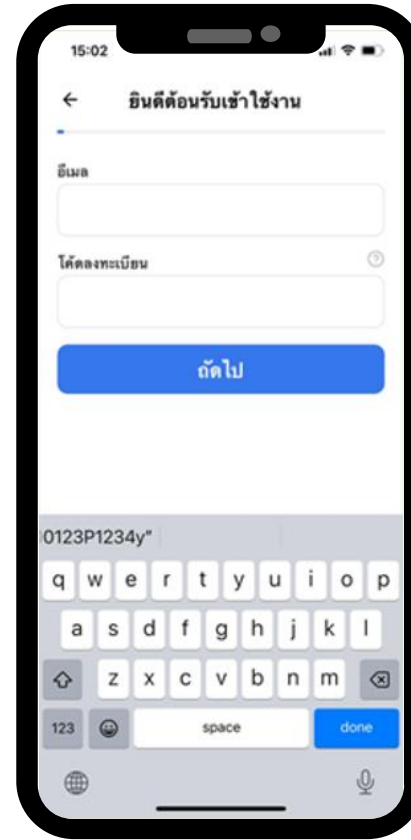 15:02
ยินดีต้อนรับเข้าใช้งาน
อีเมล
โค้ดลงทะเบียน
?
ถัดไป
0123P1234y"
q w e r t y u i o p
a s d f g h j k l
z x c v b n m
123 space done